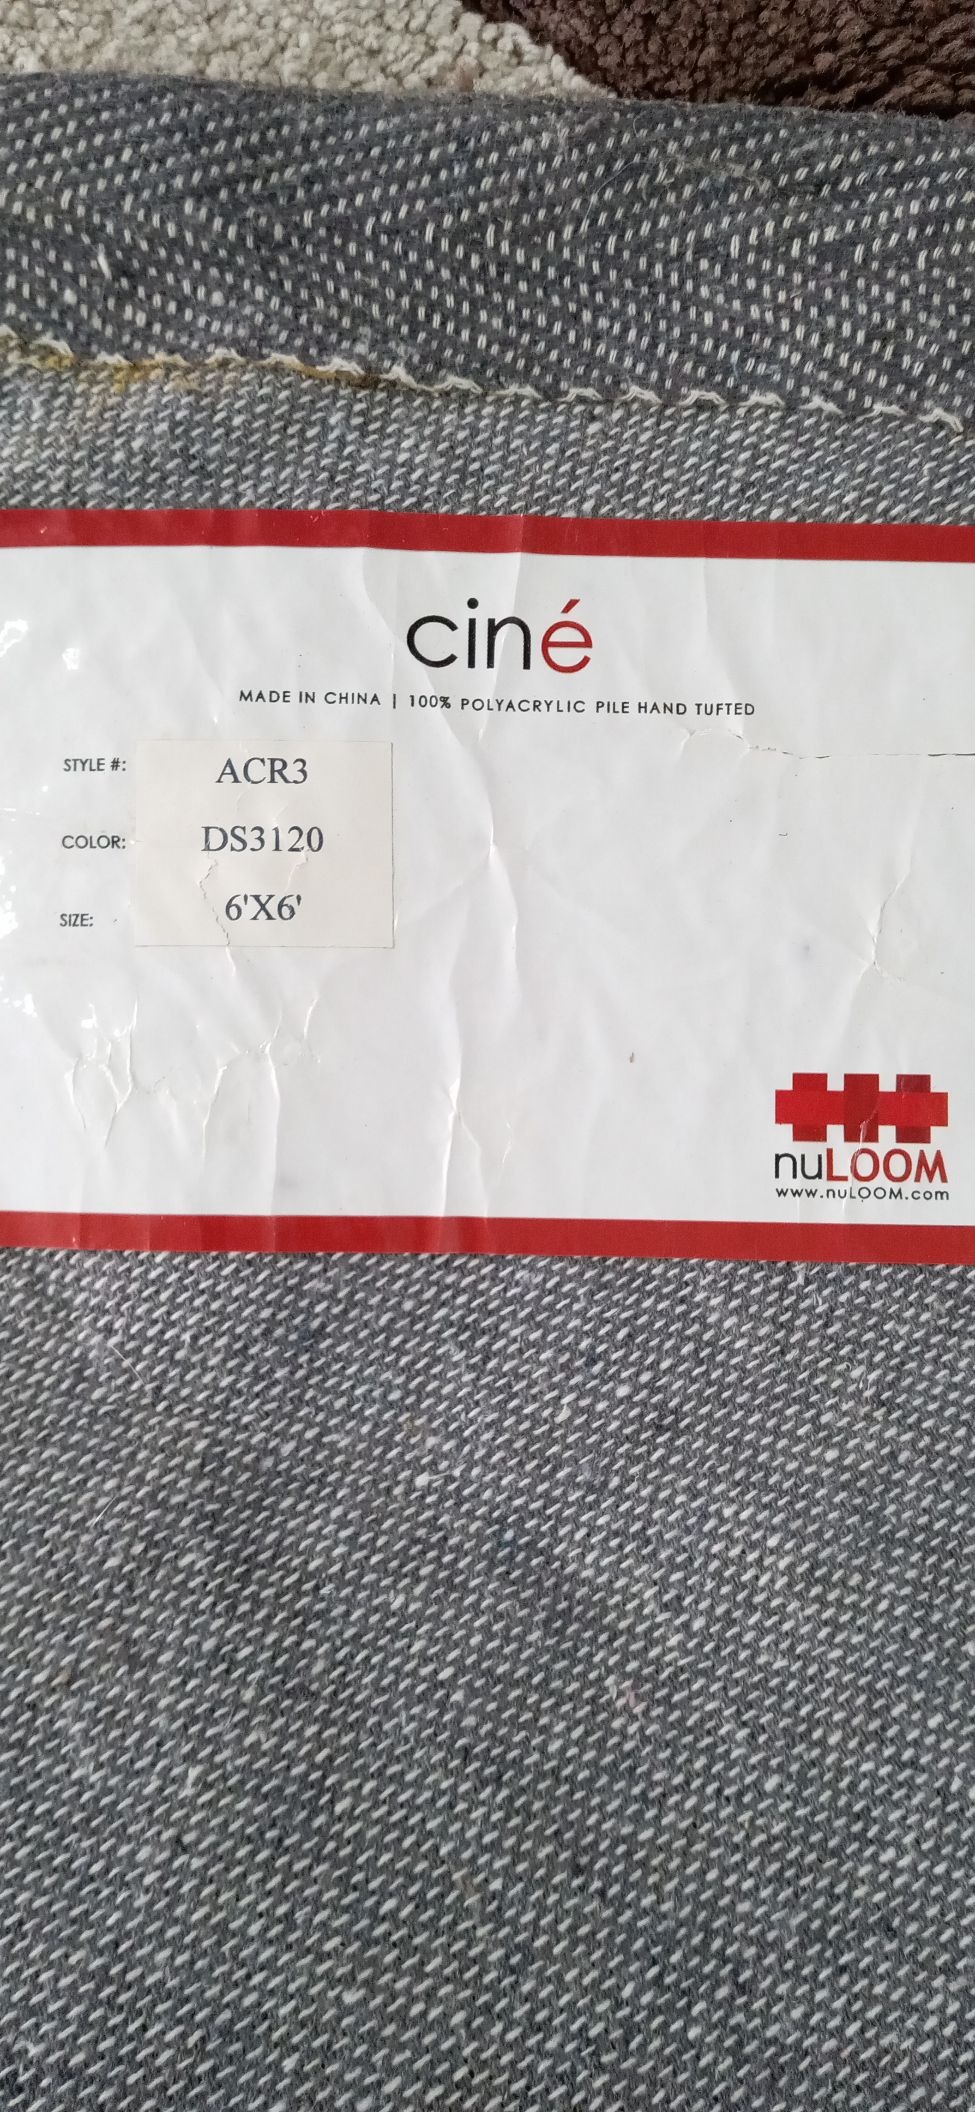 ciné
MADE IN CHINA | 100% POLYACRYLIC PILE HAND TUFTED
STYLE #: ACR3
COLOR: DS3120
SIZE: 6'X6'
nuLOOM
www.nuLOOM.com